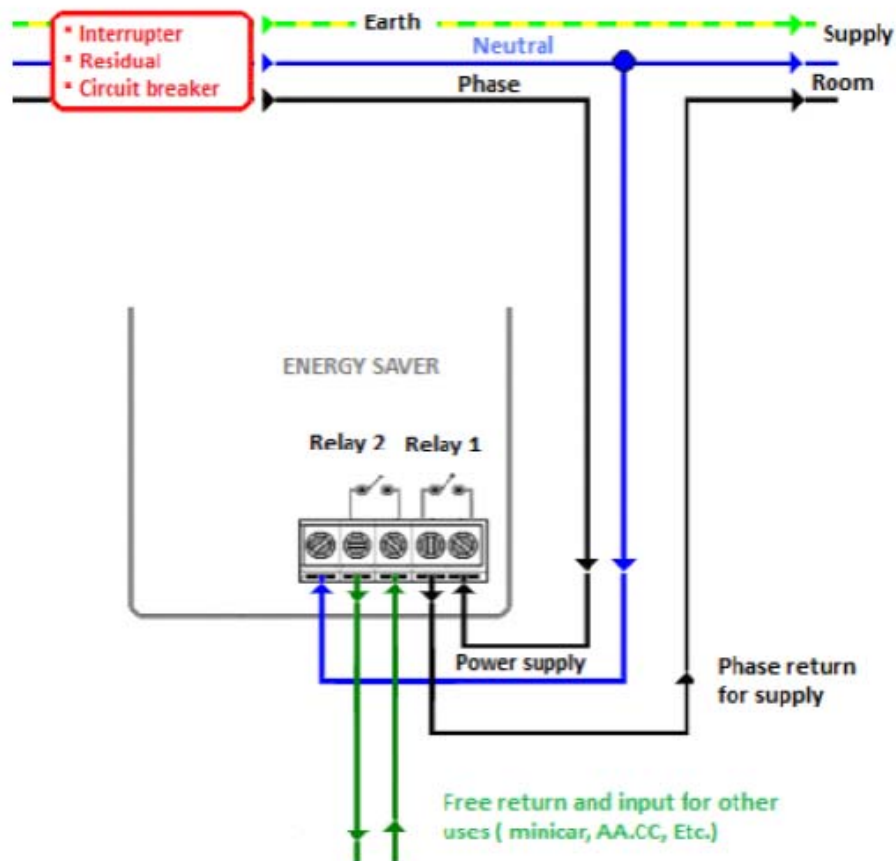 * Interrupter
* Residual
* Circuit breaker
Earth
Neutral
Phase
Supply
Room
ENERGY SAVER
Relay 2
Relay 1
Power supply
Phase return
for supply
Free return and input for other
uses ( minicar, AA.CC, Etc.)